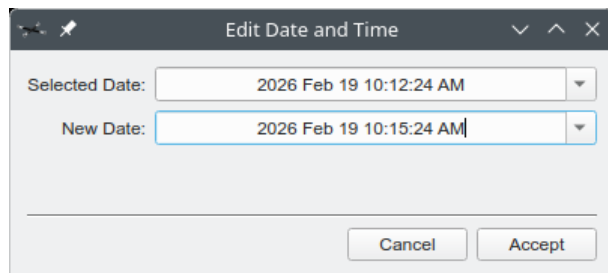 Edit Date and Time
Selected Date: 2026 Feb 19 10:12:24 AM
New Date: 2026 Feb 19 10:15:24 AM
Cancel Accept